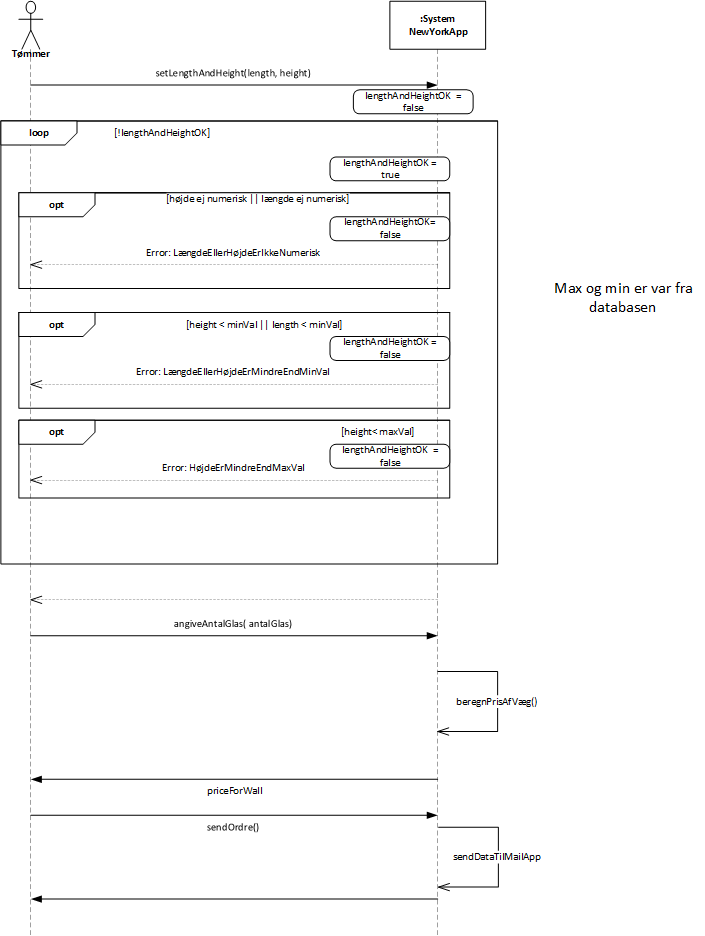 :System
NewYorkApp
Tømmer
setLengthAndHeight(length, height)
lengthAndHeightOK =
false
loop
[!lengthAndHeightOK]
lengthAndHeightOK =
true
opt
[højde ej numerisk || længde ej numerisk]
lengthAndHeightOK=
false
Error: LængdeEllerHøjdeErIkkeNumerisk
Max og min er var fra
databasen
opt
[height < minVal || length < minVal]
lengthAndHeightOK =
false
Error: LængdeEllerHøjdeErMindreEndMinVal
opt
[height< maxVal]
lengthAndHeightOK =
false
Error: HøjdeErMindreEndMaxVal
angiveAntalGlas( antalGlas)
beregnPrisAfVæg()
priceForWall
sendOrdre()
sendDataTilMailApp